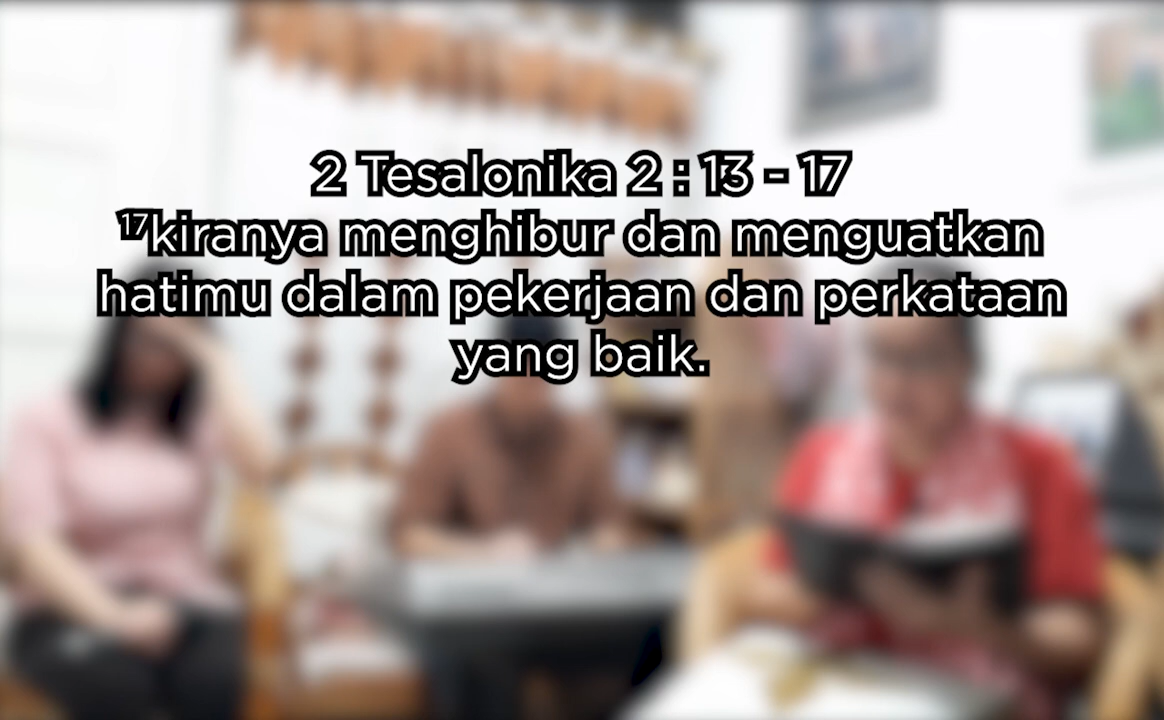 2 Tesalonika 2 : 13 - 17
17kiranya menghibur dan menguatkan
hatimu dalam pekerjaan dan perkataan
yang baik.